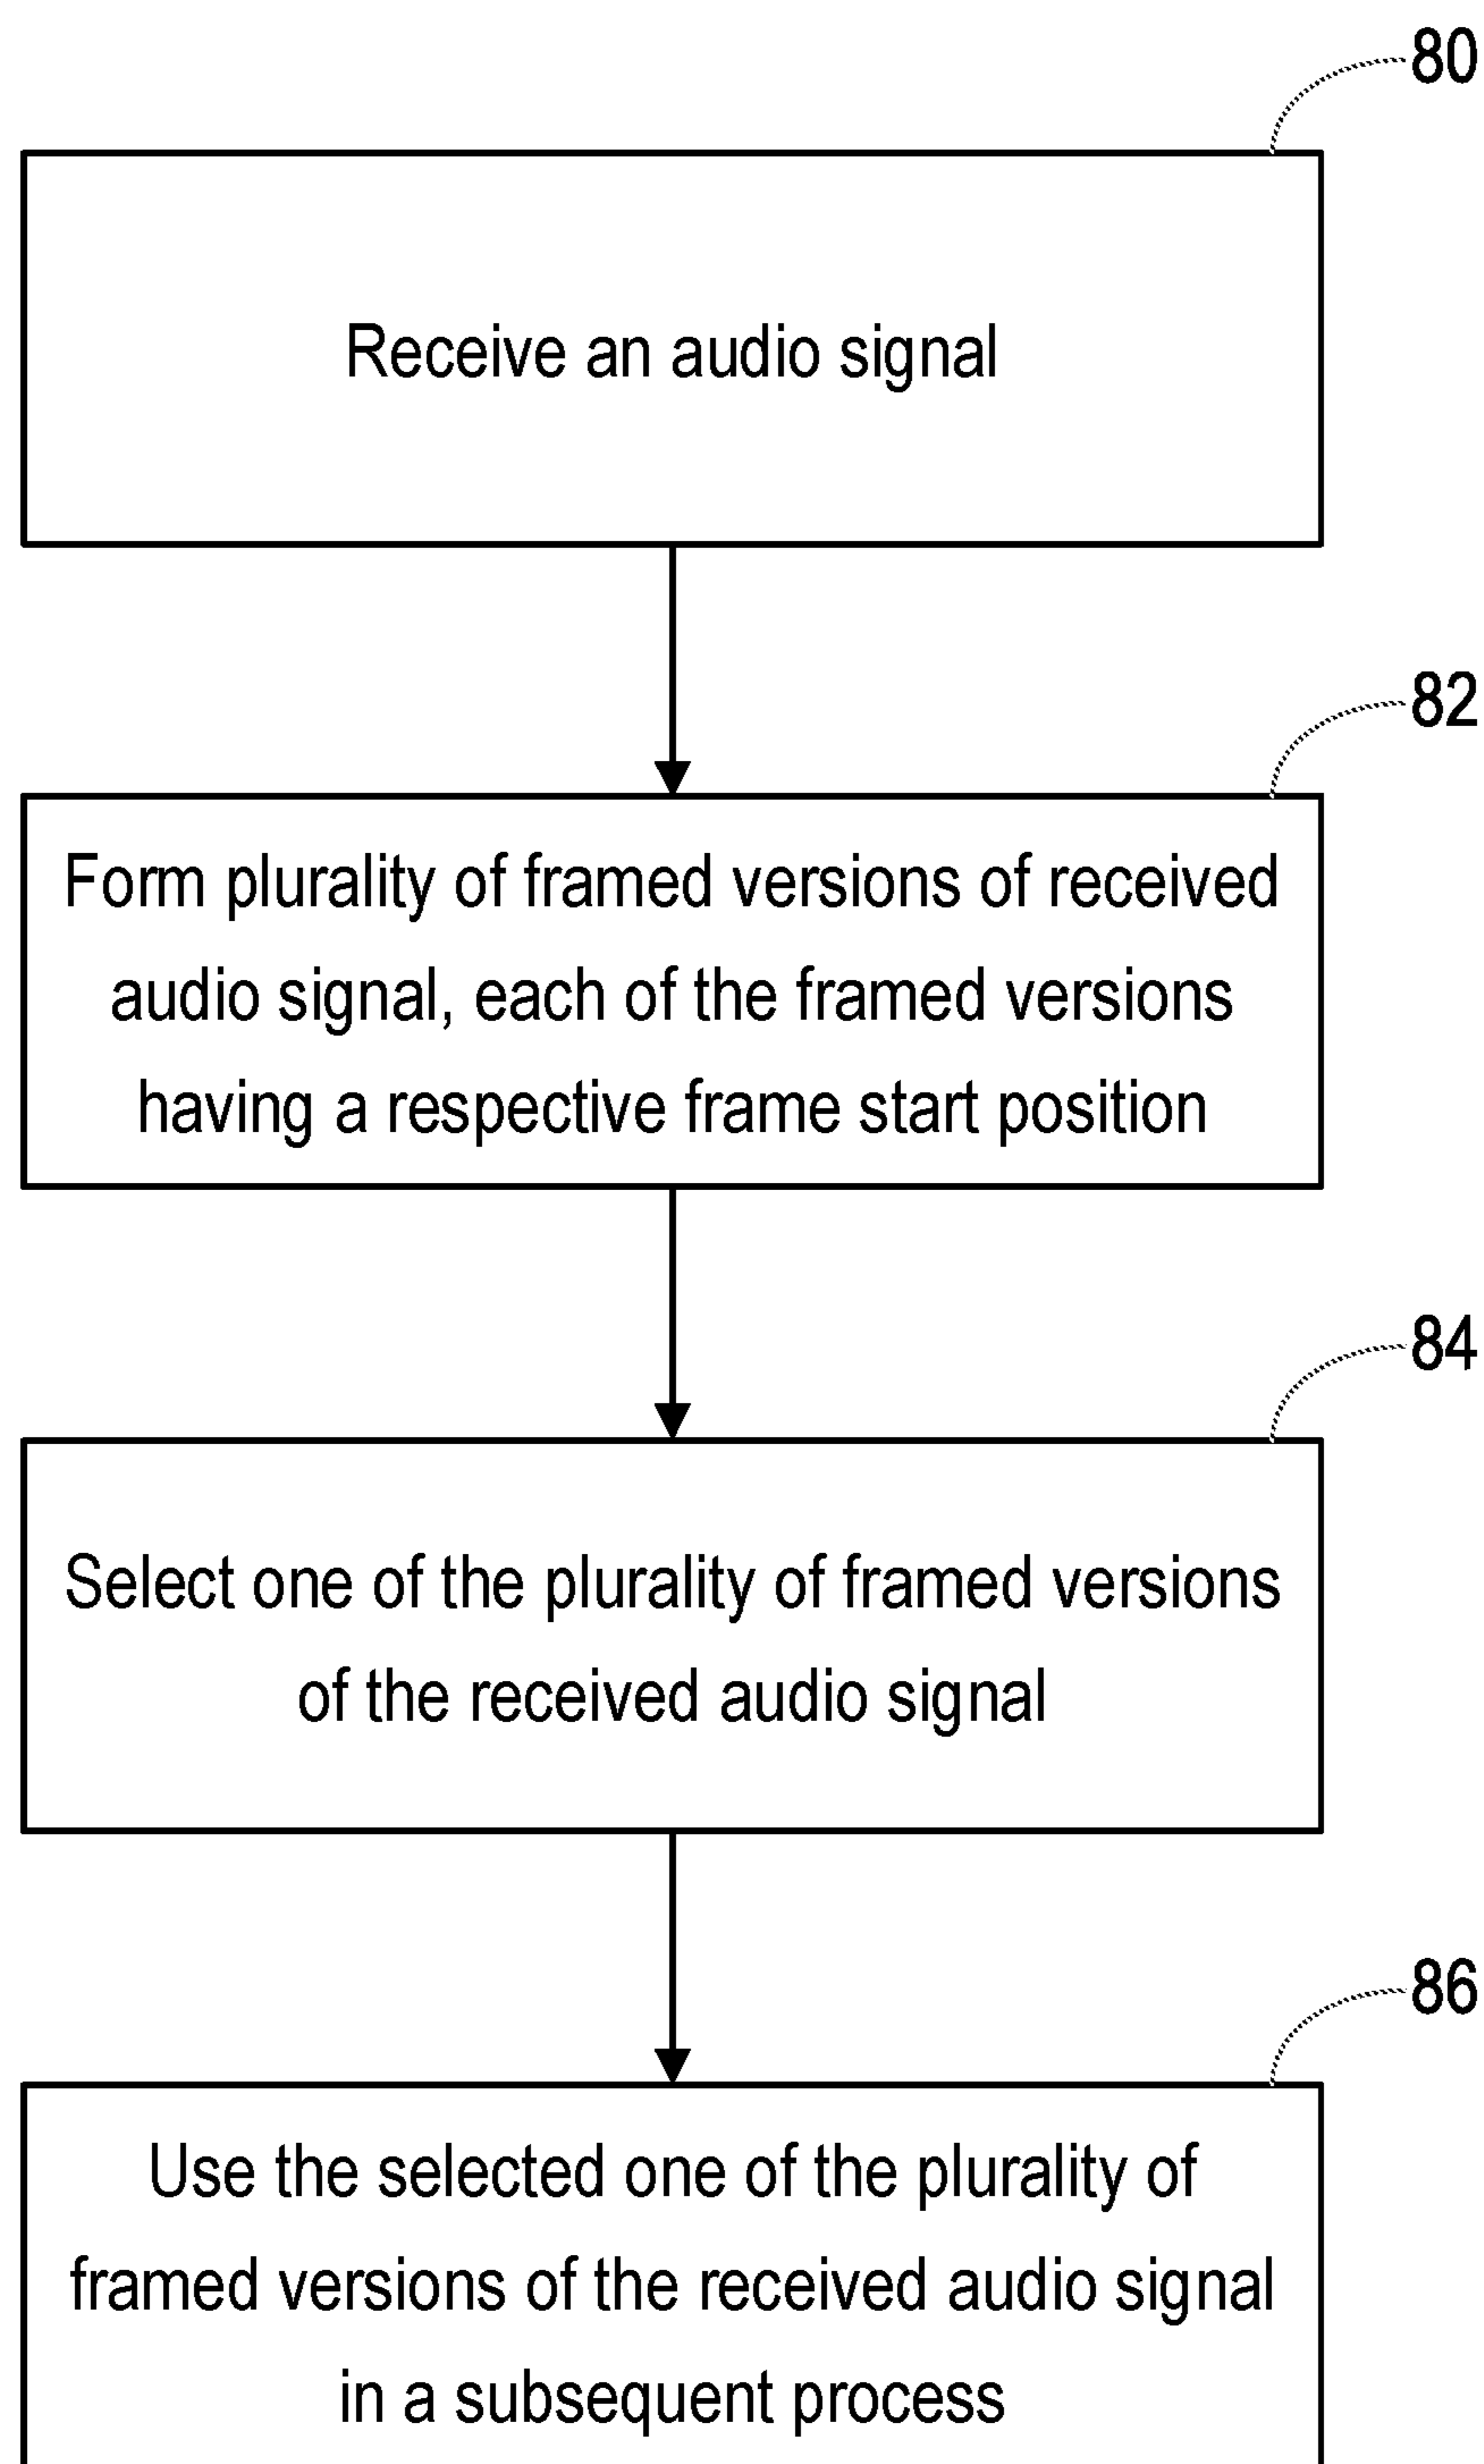 80
Receive an audio signal
82
Form plurality of framed versions of received
audio signal, each of the framed versions
having a respective frame start position
84
Select one of the plurality of framed versions
of the received audio signal
86
Use the selected one of the plurality of
framed versions of the received audio signal
in a subsequent process